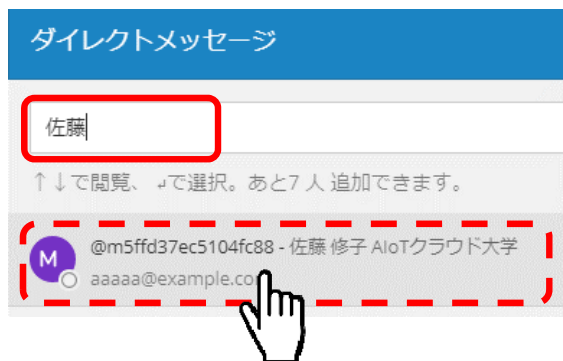 ダイレクトメッセージ
佐藤
↑↓で閲覧、 ↲で選択。あと7 人 追加できます。
M
@m5ffd37ec5104fc88 - 佐藤 修子 AIoTクラウド大学
aaaaa@example.co